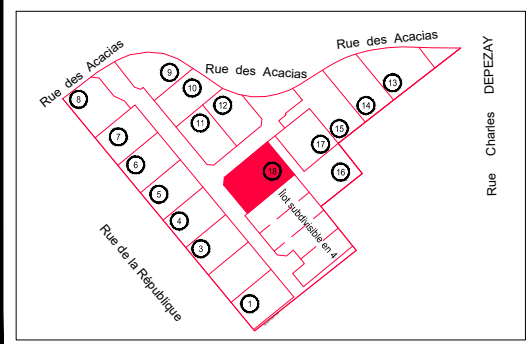 Rue des Acacias
Rue des Acacias
Rue des Acacias
Rue Charles DEPEZAY
8
9
10
12
11
13
14
15
17
16
7
6
5
4
3
1
18
îlot subdivisible en 4
Rue de la République